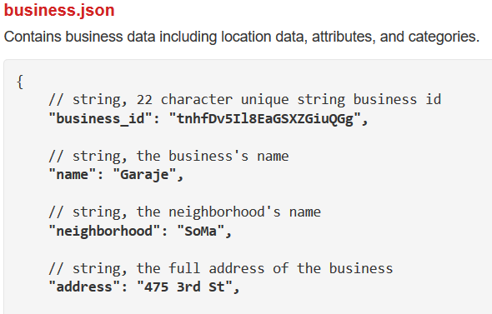 business.json
Contains business data including location data, attributes, and categories.
{
// string, 22 character unique string business id
"business_id": "tnhfDv5Il8EaGSXZGiuQGg",
// string, the business's name
"name": "Garaje",
// string, the neighborhood's name
"neighborhood": "SoMa",
// string, the full address of the business
"address": "475 3rd St",